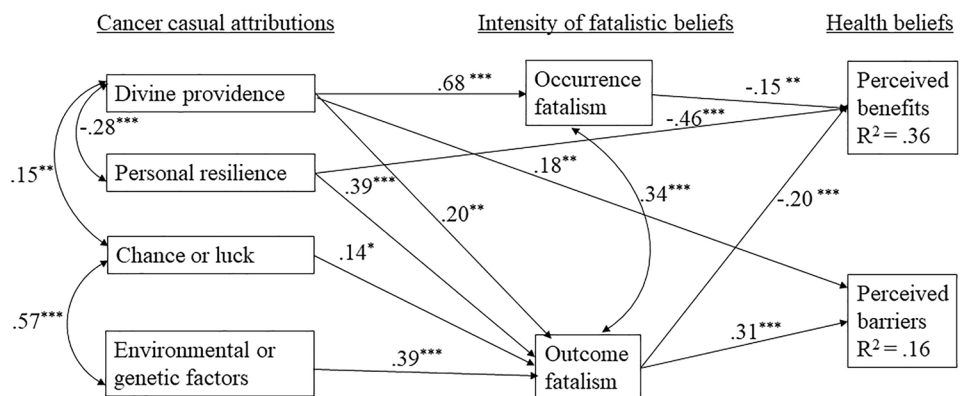 Cancer casual attributions
Intensity of fatalistic beliefs
Health beliefs
Divine providence
Personal resilience
Chance or luck
Environmental or
genetic factors
Occurrence
fatalism
Outcome
fatalism
Perceived
benefits
R² = .36
Perceived
barriers
R² = .16
.68 ***
-.15 **
-.46***
-.28***
.18**
.15**
.39***
.34***
.20**
-.20 ***
.14*
.57***
.31***
.39***